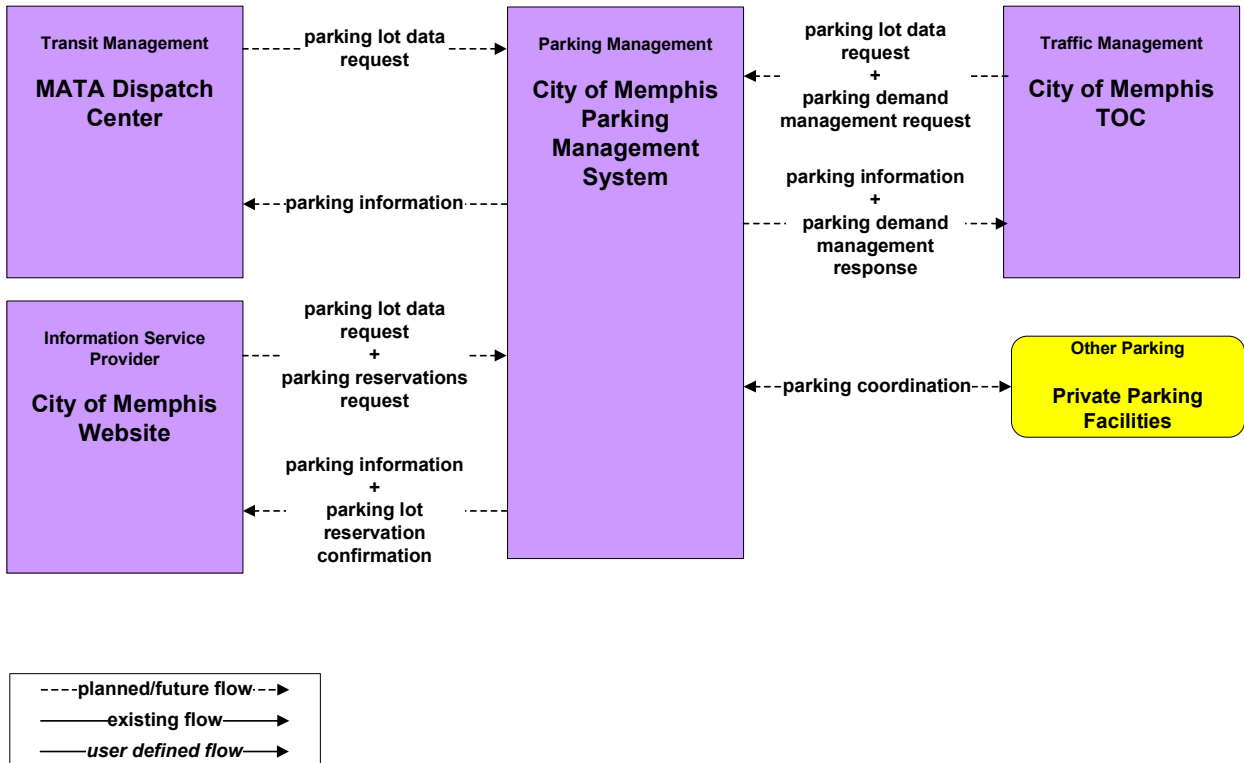 Transit Management
MATA Dispatch
Center
parking lot data
request
parking information
Parking Management
City of Memphis
Parking
Management
System
parking lot data
request
+
parking demand
management request
parking information
+
parking demand
management
response
Traffic Management
City of Memphis
TOC
Information Service
Provider
City of Memphis
Website
parking lot data
request
+
parking reservations
request
parking information
+
parking lot
reservation
confirmation
parking coordination
Other Parking
Private Parking
Facilities
planned/future flow
existing flow
user defined flow